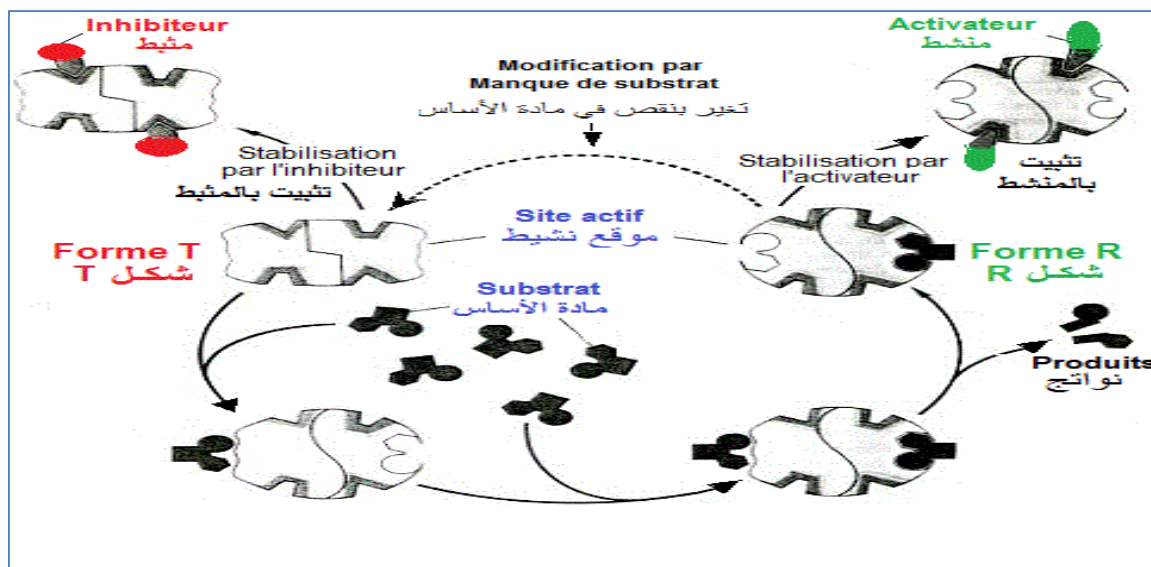 Inhibiteur
مثبط
Activateur
منشط
Modification par
Manque de substrat
تغير بنقص في مادة الأساس
Stabilisation
par l'inhibiteur
تثبيت بالمثبط
Stabilisation par
l'activateur
تثبيت
بالمنشط
Site actif
موقع نشيط
Forme T
شكل T
Forme R
شكل R
Substrat
مادة الأساس
Produits
نواتج